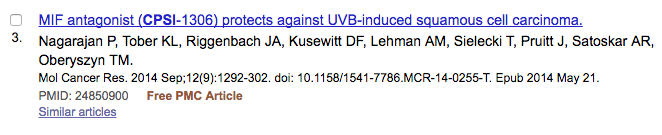 MIF antagonist (CPSI-1306) protects against UVB-induced squamous cell carcinoma.
3. Nagarajan P, Tober KL, Riggenbach JA, Kusewitt DF, Lehman AM, Sielecki T, Pruitt J, Satoskar AR,
Oberyszyn TM.
Mol Cancer Res. 2014 Sep;12(9):1292-302. doi: 10.1158/1541-7786.MCR-14-0255-T. Epub 2014 May 21.
PMID: 24850900 Free PMC Article
Similar articles